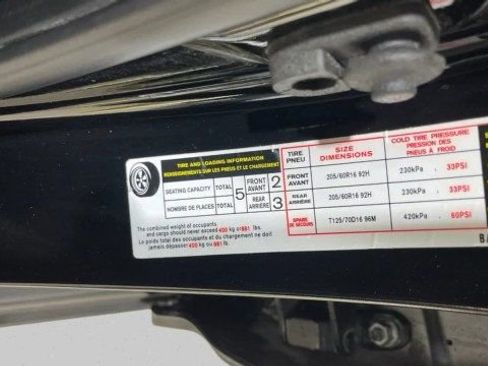 TIRE AND LOADING INFORMATION
RENSEIGNEMENTS SUR LES PNEUS ET LE CHARGEMENT
SEATING CAPACITY TOTAL 5 FRONT AVANT 2
NOMBRE DE PLACES TOTAL REAR ARRIÈRE 3
The combined weight of occupants
and cargo should never exceed 400 kg or 881 lbs.
Le poids total des occupants et du chargement ne doit
jamais dépasser 400 kg ou 881 lb.
TIRE PNEU SIZE DIMENSIONS COLD TIRE PRESSURE PRESSION DES PNEUS À FROID
FRONT AVANT 205/60R16 92H 230kPa , 33PSI
REAR ARRIÈRE 205/60R16 92H 230kPa , 33PSI
SPARE DE SECOURS T125/70D16 96M 420kPa , 60PSI